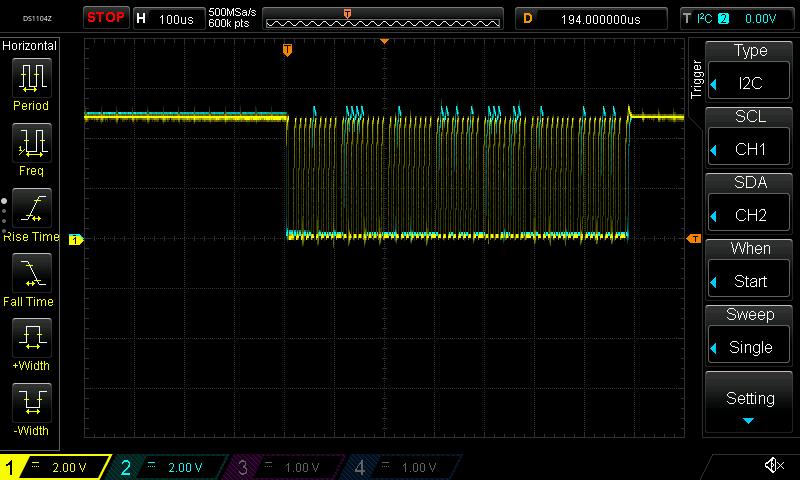 DS1104Z
STOP
H 100us
500MSa/s
600k pts
T
D 194.000000us
T I²C 2 0.00V
Horizontal
Period
Freq
Rise Time
Fall Time
+Width
-Width
T
1
T
Trigger
Type
I2C
SCL
CH1
SDA
CH2
When
Start
Sweep
Single
Setting
1 = 2.00 V
2 = 2.00 V
3 = 1.00 V
4 = 1.00 V